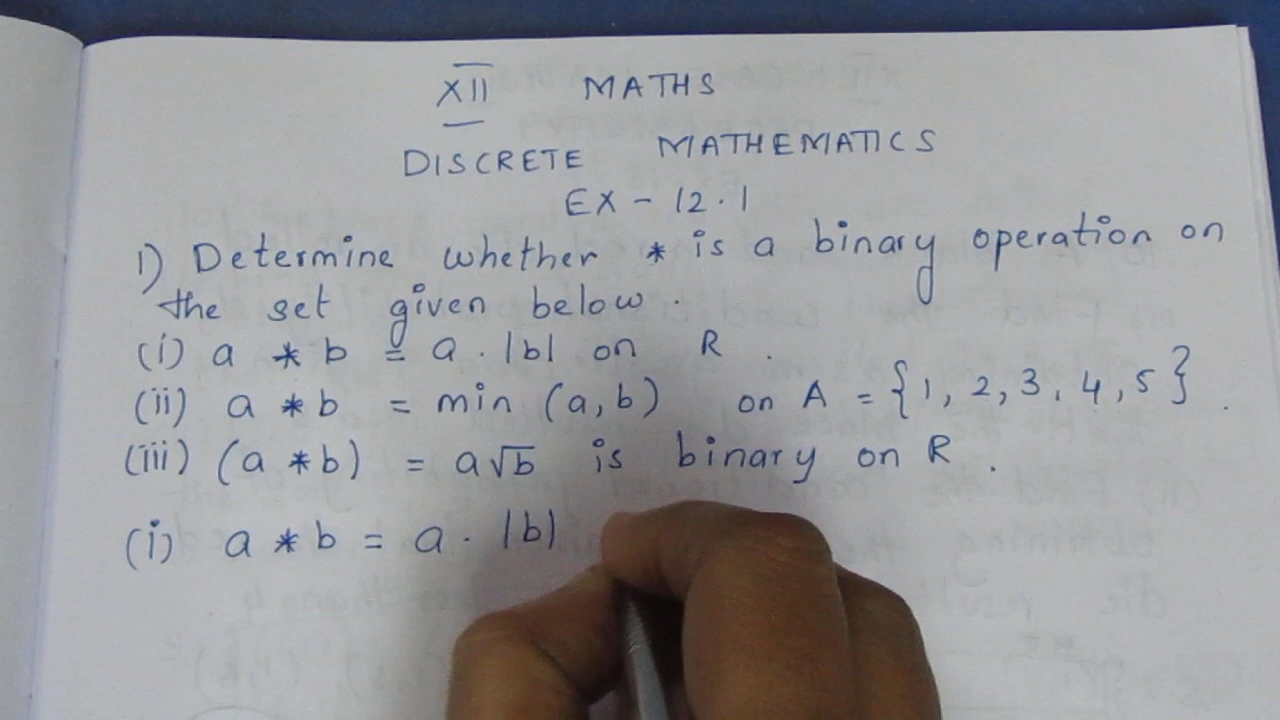 XII MATHS
DISCRETE MATHEMATICS
EX - 12.1
1) Determine whether * is a binary operation on
the set given below.
(i) a * b = a . |b| on R .
(ii) a * b = min (a, b) on A = {1, 2, 3, 4, 5} .
(iii) (a * b) = a√b is binary on R .
(i) a * b = a . |b|